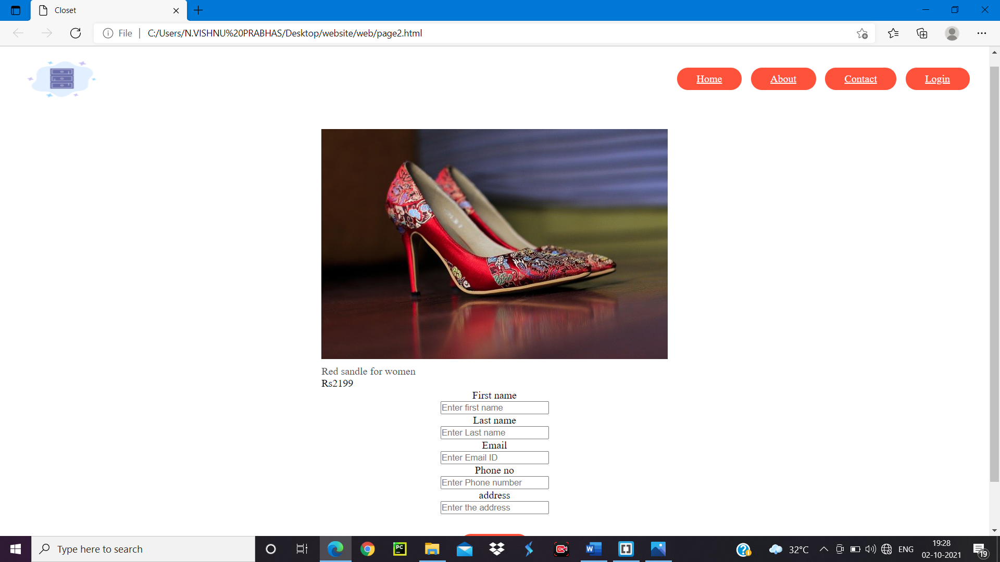 Closet
File
C:/Users/N.VISHNU%20PRABHAS/Desktop/website/web/page2.html
Home About Contact Login
Red sandle for women
Rs2199
First name
Enter first name
Last name
Enter Last name
Email
Enter Email ID
Phone no
Enter Phone number
address
Enter the address
Type here to search
PC
W
32°C
ENG
19:28
02-10-2021
19